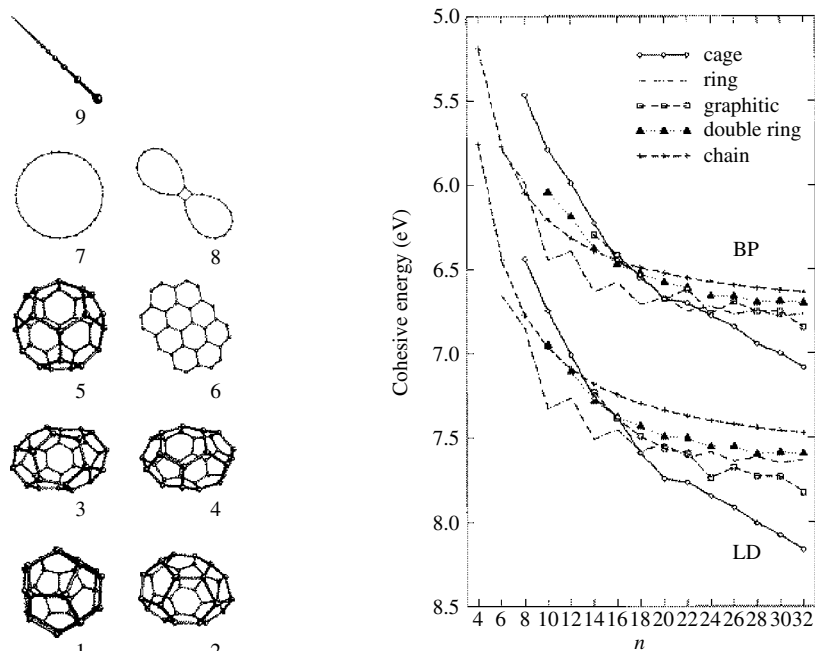 9
7
8
5
6
3
4
1
2
5.0
5.5
6.0
6.5
7.0
7.5
8.0
8.5
Cohesive energy (eV)
cage
ring
graphitic
double ring
chain
BP
LD
4 6 8 10 12 14 16 18 20 22 24 26 28 30 32
n